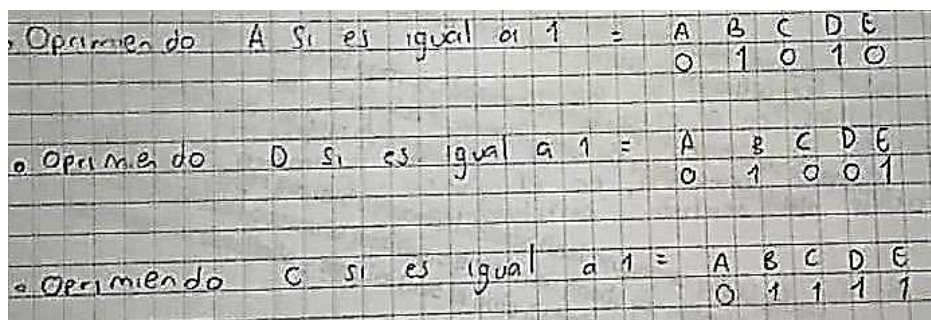 • Oprimiendo A Si es igual a 1 = A B C D E
0 1 0 1 0
• Oprimendo D Si es igual a 1 = A B C D E
0 1 0 0 1
• Oprimiendo C si es igual a 1 = A B C D E
0 1 1 1 1